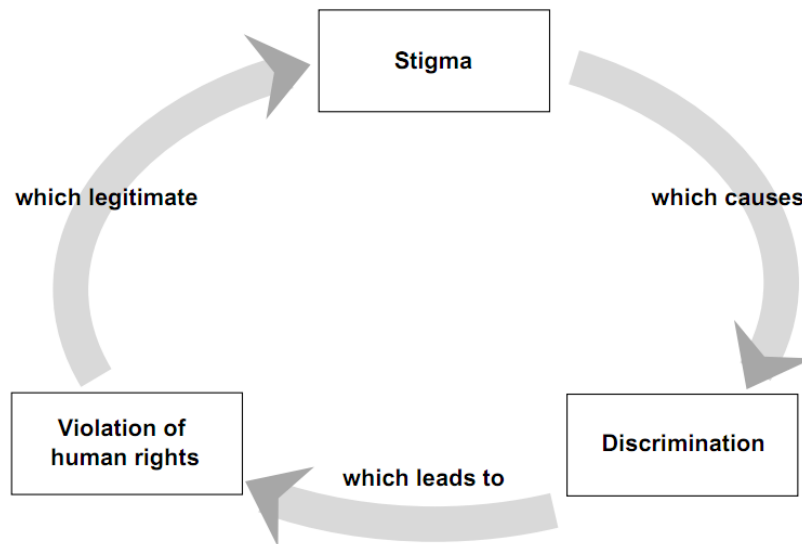 Stigma
which legitimate
which causes
Violation of
human rights
Discrimination
which leads to